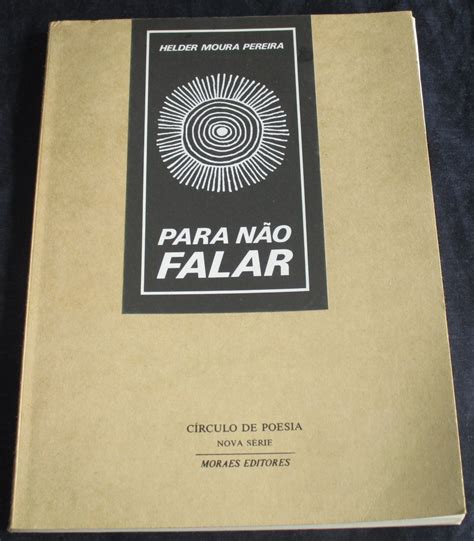 HELDER MOURA PEREIRA
PARA NÃO
FALAR
CÍRCULO DE POESIA
NOVA SÉRIE
MORAES EDITORES